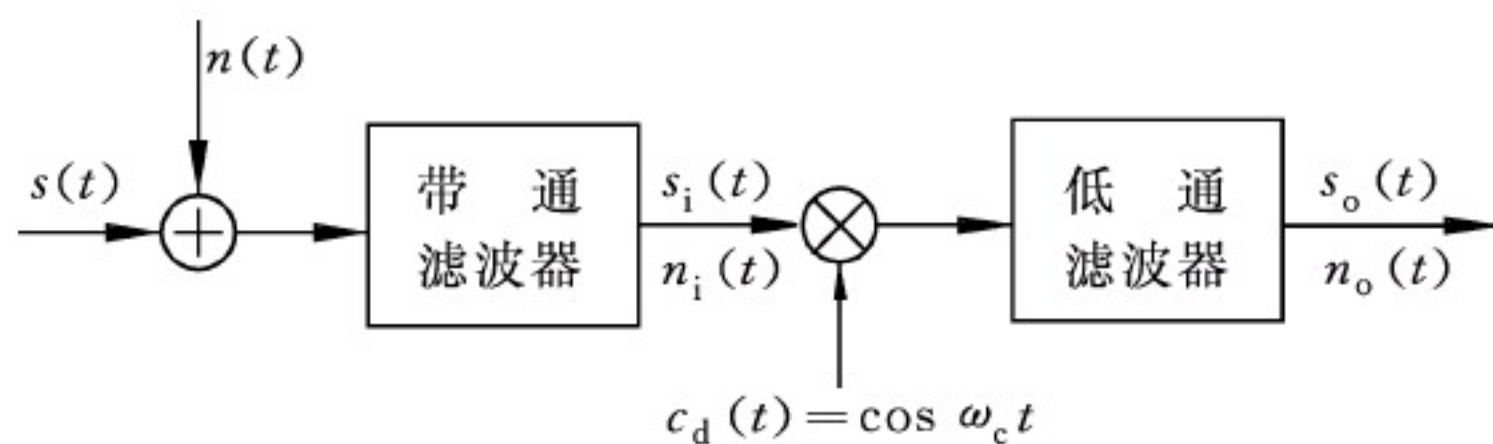 n(t)
s(t)
带 通
滤波器
s_i(t)
n_i(t)
低 通
滤波器
s_o(t)
n_o(t)
c_d(t)=cos ω_c t